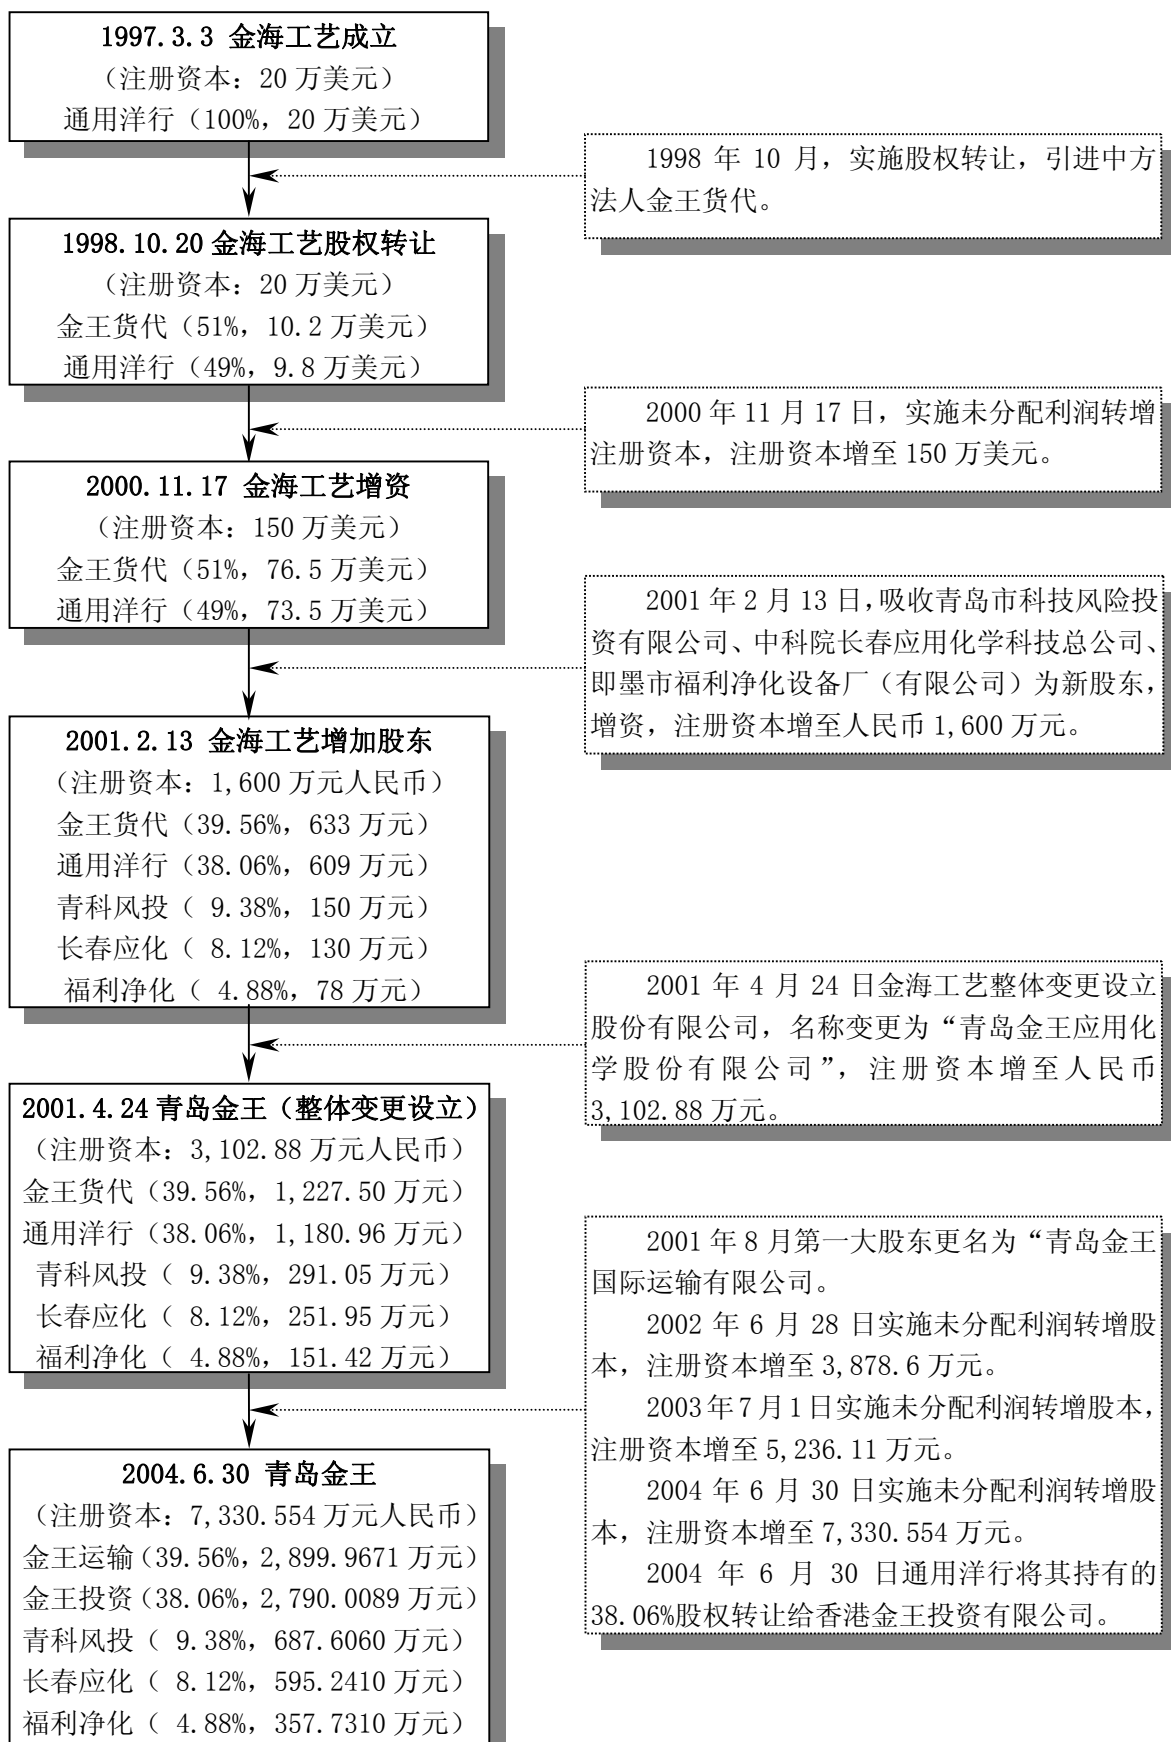 1997.3.3 金海工艺成立
（注册资本：20 万美元）
通用洋行（100%，20 万美元）
1998 年 10 月，实施股权转让，引进中方
法人金王货代。
1998.10.20 金海工艺股权转让
（注册资本：20 万美元）
金王货代（51%，10.2 万美元）
通用洋行（49%，9.8 万美元）
2000 年 11 月 17 日，实施未分配利润转增
注册资本，注册资本增至 150 万美元。
2000.11.17 金海工艺增资
（注册资本：150 万美元）
金王货代（51%，76.5 万美元）
通用洋行（49%，73.5 万美元）
2001 年 2 月 13 日，吸收青岛市科技风险投
资有限公司、中科院长春应用化学科技总公司、
即墨市福利净化设备厂（有限公司）为新股东，
增资，注册资本增至人民币 1,600 万元。
2001.2.13 金海工艺增加股东
（注册资本：1,600 万元人民币）
金王货代（39.56%，633 万元）
通用洋行（38.06%，609 万元）
青科风投（ 9.38%，150 万元）
长春应化（ 8.12%，130 万元）
福利净化（ 4.88%，78 万元）
2001 年 4 月 24 日金海工艺整体变更设立
股份有限公司，名称变更为“青岛金王应用化
学股份有限公司”，注册资本增至人民币
3,102.88 万元。
2001.4.24 青岛金王（整体变更设立）
（注册资本：3,102.88 万元人民币）
金王货代（39.56%，1,227.50 万元）
通用洋行（38.06%，1,180.96 万元）
青科风投（ 9.38%，291.05 万元）
长春应化（ 8.12%，251.95 万元）
福利净化（ 4.88%，151.42 万元）
2001 年 8 月第一大股东更名为“青岛金王
国际运输有限公司。
2002 年 6 月 28 日实施未分配利润转增股
本，注册资本增至 3,878.6 万元。
2003 年 7 月 1 日实施未分配利润转增股本，
注册资本增至 5,236.11 万元。
2004 年 6 月 30 日实施未分配利润转增股
本，注册资本增至 7,330.554 万元。
2004 年 6 月 30 日通用洋行将其持有的
38.06%股权转让给香港金王投资有限公司。
2004.6.30 青岛金王
（注册资本：7,330.554 万元人民币）
金王运输（39.56%，2,899.9671 万元）
金王投资（38.06%，2,790.0089 万元）
青科风投（ 9.38%，687.6060 万元）
长春应化（ 8.12%，595.2410 万元）
福利净化（ 4.88%，357.7310 万元）